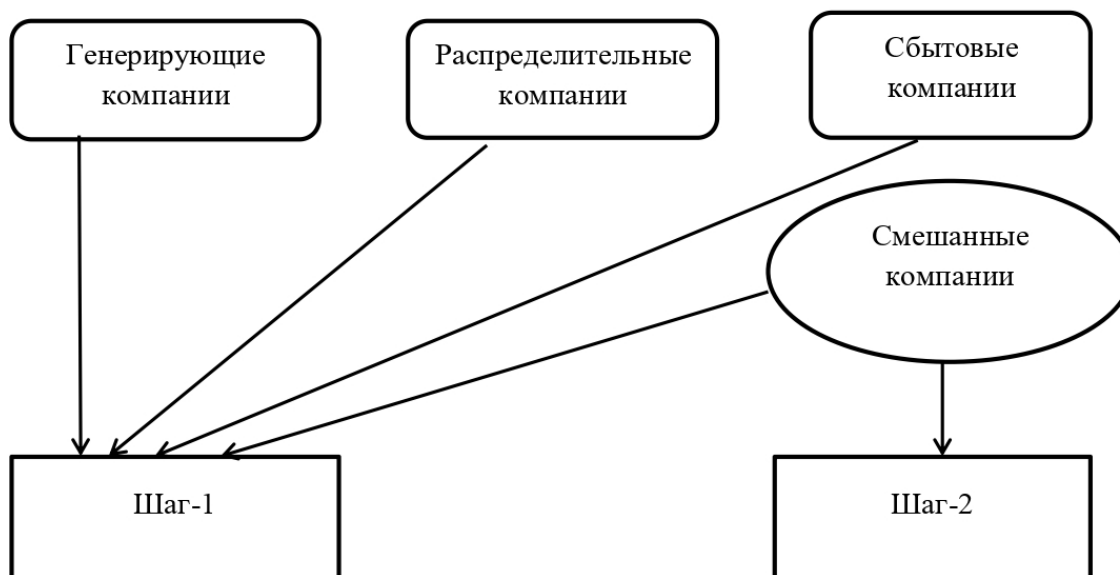 Генерирующие
компании
Распределительные
компании
Сбытовые
компании
Смешанные
компании
Шаг-1
Шаг-2